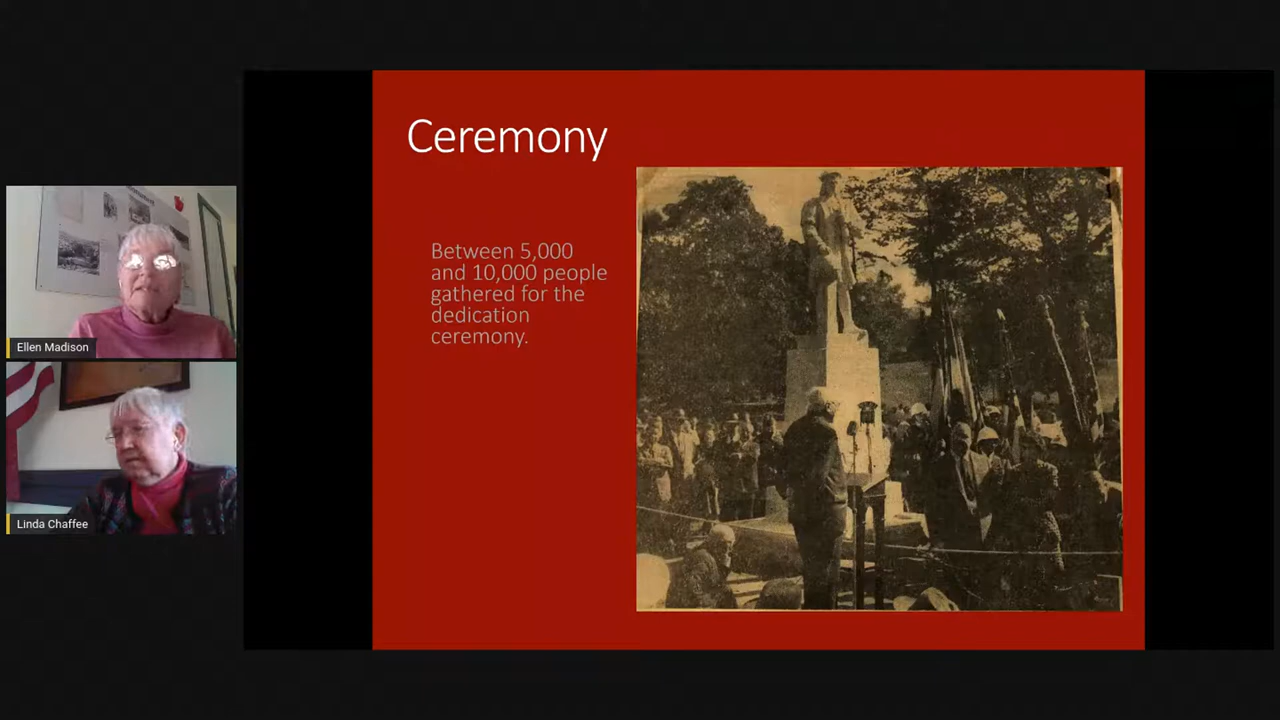 Ceremony
Between 5,000
and 10,000 people
gathered for the
dedication
ceremony.
Ellen Madison
Linda Chaffee